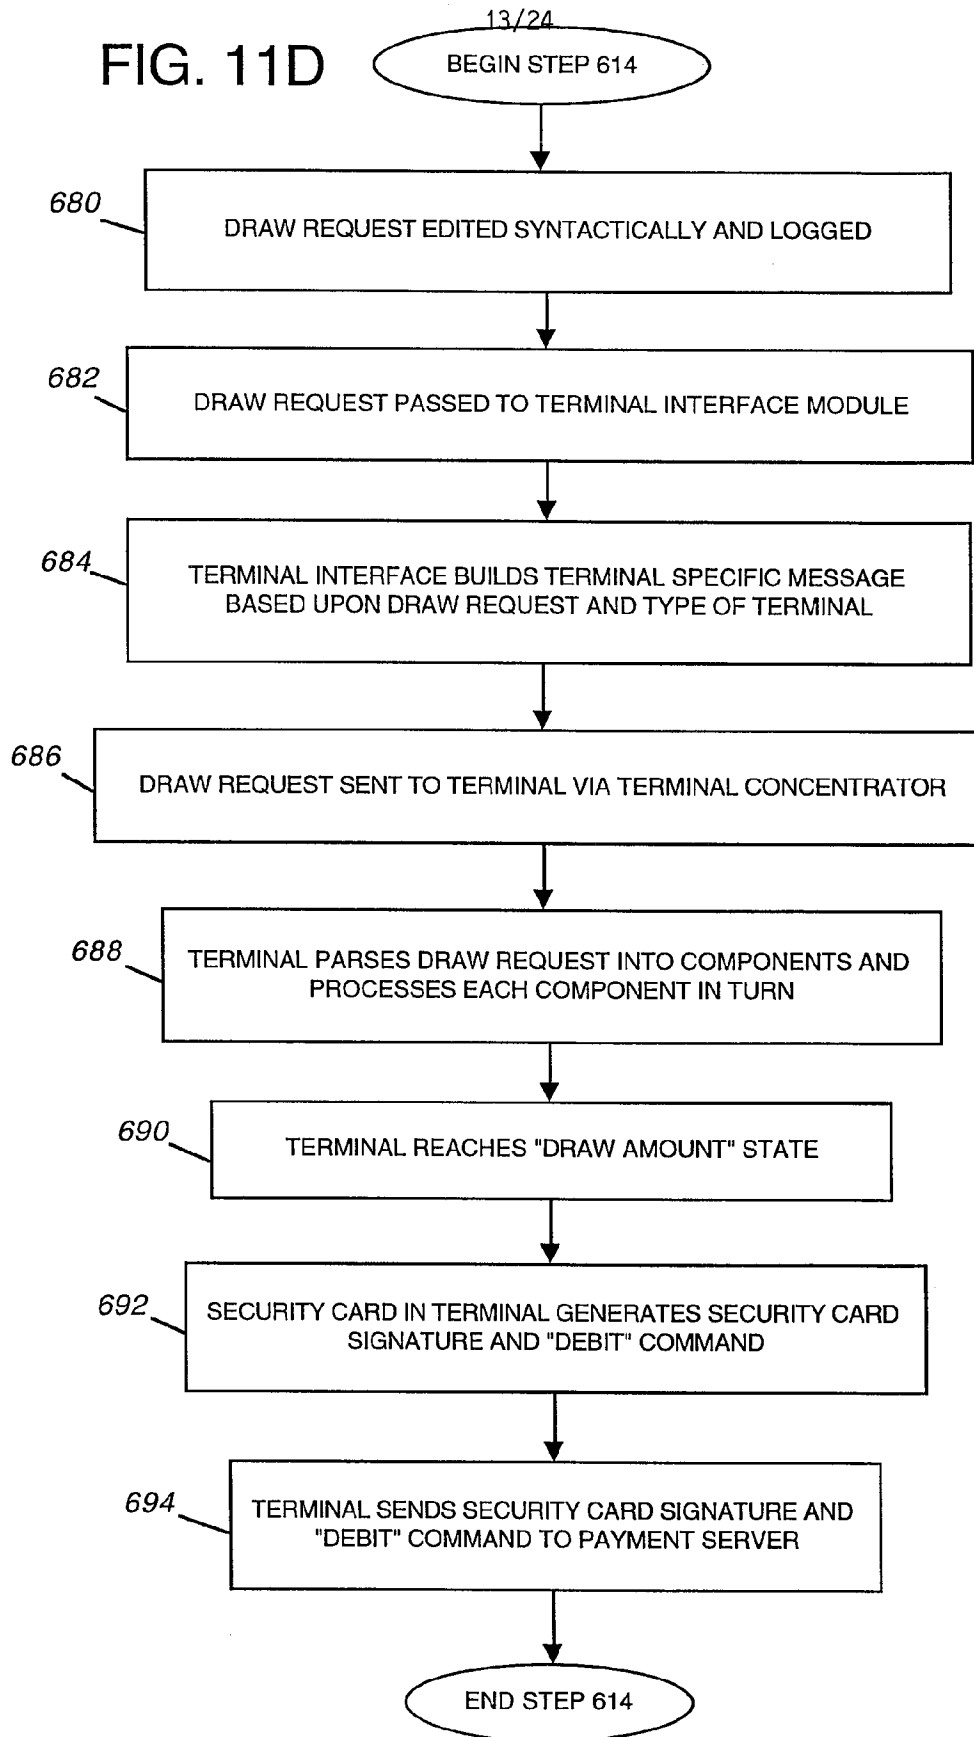 13/24
FIG. 11D
BEGIN STEP 614
680
DRAW REQUEST EDITED SYNTACTICALLY AND LOGGED
682
DRAW REQUEST PASSED TO TERMINAL INTERFACE MODULE
684
TERMINAL INTERFACE BUILDS TERMINAL SPECIFIC MESSAGE
BASED UPON DRAW REQUEST AND TYPE OF TERMINAL
686
DRAW REQUEST SENT TO TERMINAL VIA TERMINAL CONCENTRATOR
688
TERMINAL PARSES DRAW REQUEST INTO COMPONENTS AND
PROCESSES EACH COMPONENT IN TURN
690
TERMINAL REACHES "DRAW AMOUNT" STATE
692
SECURITY CARD IN TERMINAL GENERATES SECURITY CARD
SIGNATURE AND "DEBIT" COMMAND
694
TERMINAL SENDS SECURITY CARD SIGNATURE AND
"DEBIT" COMMAND TO PAYMENT SERVER
END STEP 614